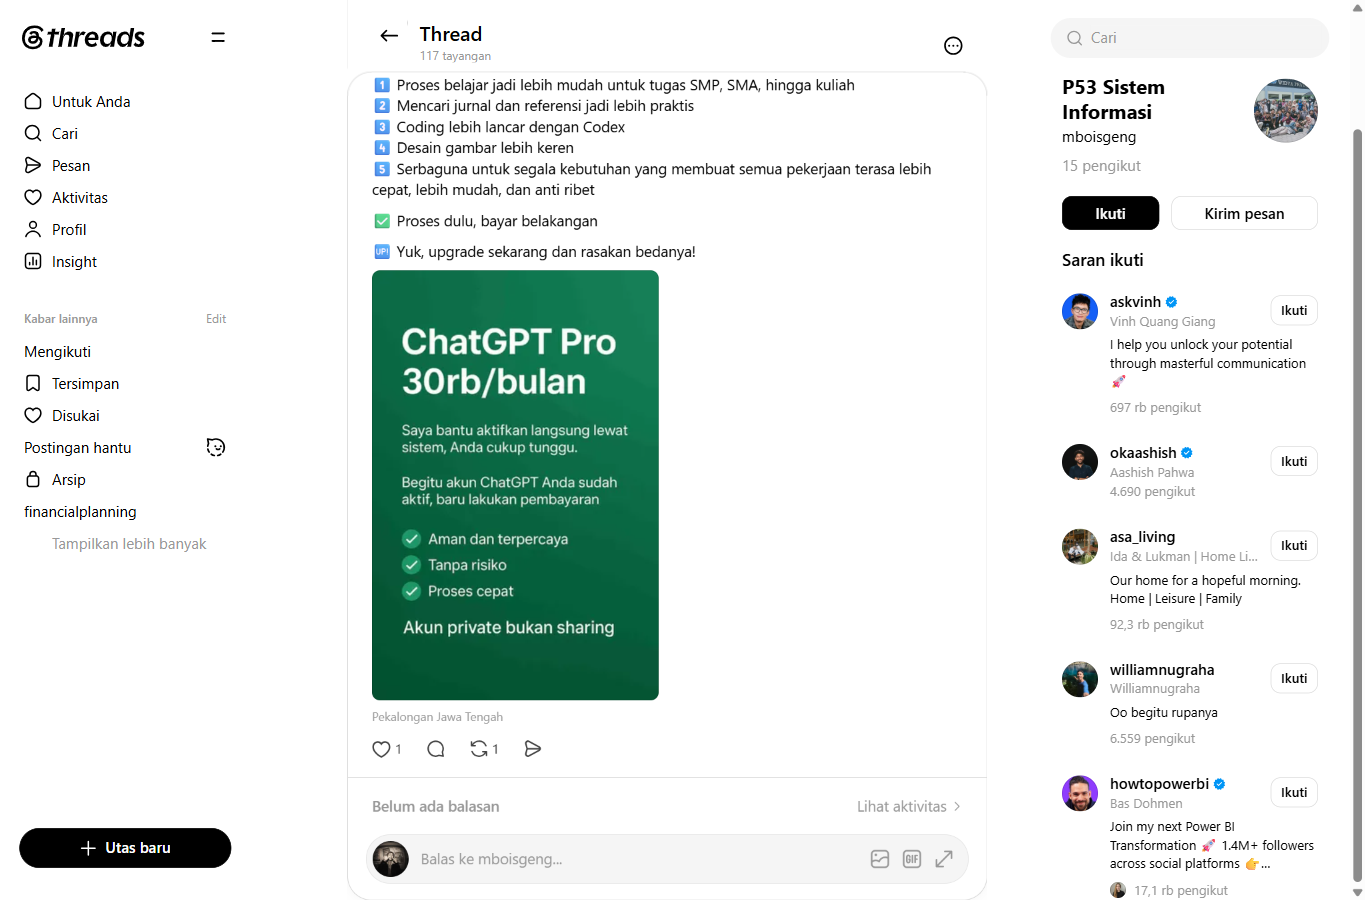 threads
Untuk Anda
Cari
Pesan
Aktivitas
Profil
Insight
Kabar lainnya
Edit
Mengikuti
Tersimpan
Disukai
Postingan hantu
Arsip
financialplanning
Tampilkan lebih banyak
Utas baru
Thread
117 tayangan
1 Proses belajar jadi lebih mudah untuk tugas SMP, SMA, hingga kuliah
2 Mencari jurnal dan referensi jadi lebih praktis
3 Coding lebih lancar dengan Codex
4 Desain gambar lebih keren
5 Serbaguna untuk segala kebutuhan yang membuat semua pekerjaan terasa lebih
cepat, lebih mudah, dan anti ribet
✅ Proses dulu, bayar belakangan
UP! Yuk, upgrade sekarang dan rasakan bedanya!
ChatGPT Pro
30rb/bulan
Saya bantu aktifkan langsung lewat
sistem, Anda cukup tunggu.
Begitu akun ChatGPT Anda sudah
aktif, baru lakukan pembayaran
Aman dan terpercaya
Tanpa risiko
Proses cepat
Akun private bukan sharing
Pekalongan Jawa Tengah
1
1
Belum ada balasan
Lihat aktivitas
Balas ke mboisgeng...
GIF
Cari
P53 Sistem
Informasi
mboisgeng
15 pengikut
Ikuti
Kirim pesan
Saran ikuti
askvinh
Vinh Quang Giang
Ikuti
I help you unlock your potential
through masterful communication
🚀
697 rb pengikut
okaashish
Aashish Pahwa
Ikuti
4.690 pengikut
asa_living
Ida & Lukman | Home Li...
Ikuti
Our home for a hopeful morning.
Home | Leisure | Family
92,3 rb pengikut
williamnugraha
Williamnugraha
Ikuti
Oo begitu rupanya
6.559 pengikut
howtopowerbi
Bas Dohmen
Ikuti
Join my next Power BI
Transformation 🚀 1.4M+ followers
across social platforms 👉...
17,1 rb pengikut